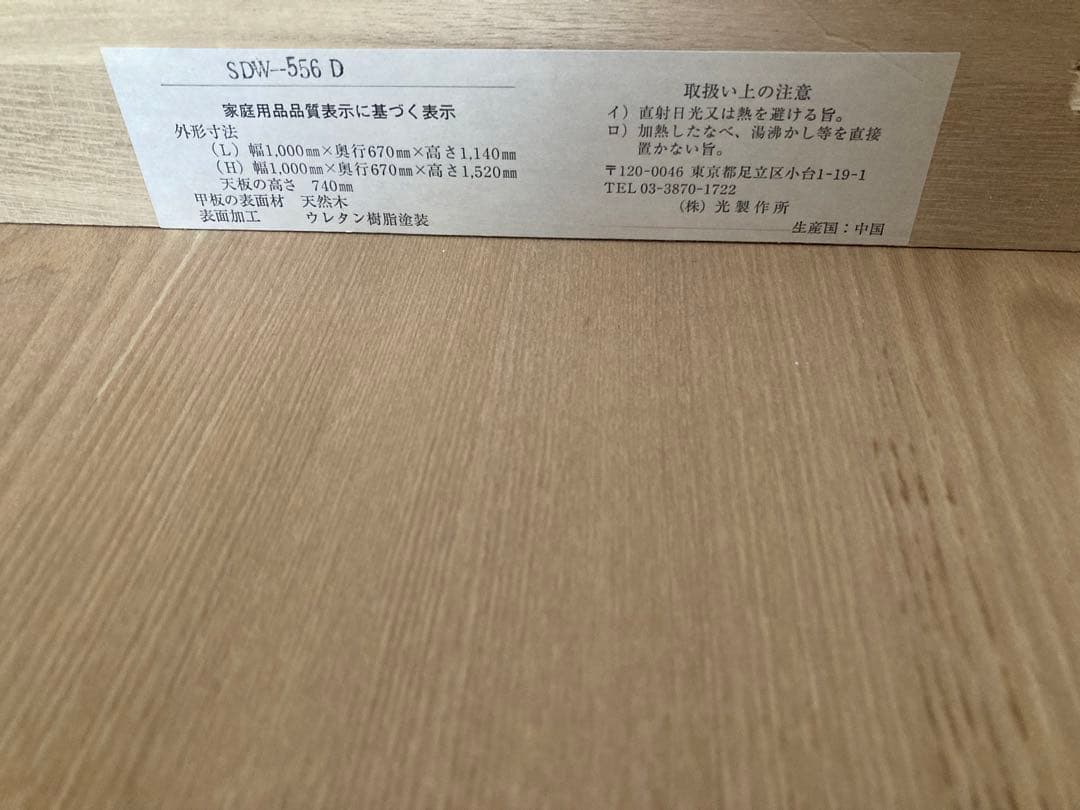 SDW--556 D
家庭用品品質表示に基づく表示
外形寸法
(L) 幅1,000㎜×奥行670㎜×高さ1,140㎜
(H) 幅1,000㎜×奥行670㎜×高さ1,520㎜
天板の高さ 740㎜
甲板の表面材 天然木
表面加工 ウレタン樹脂塗装
取扱い上の注意
イ) 直射日光又は熱を避ける旨。
ロ) 加熱したなべ、湯沸かし等を直接
置かない旨。
〒120-0046 東京都足立区小台1-19-1
TEL 03-3870-1722
(株) 光製作所
生産国：中国